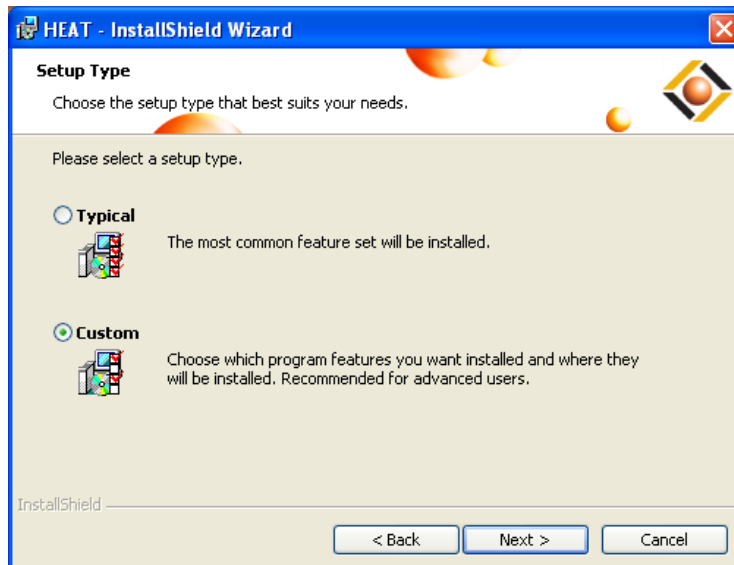 HEAT - InstallShield Wizard
Setup Type
Choose the setup type that best suits your needs.
Please select a setup type.
Typical
The most common feature set will be installed.
Custom
Choose which program features you want installed and where they
will be installed. Recommended for advanced users.
InstallShield
< Back
Next >
Cancel